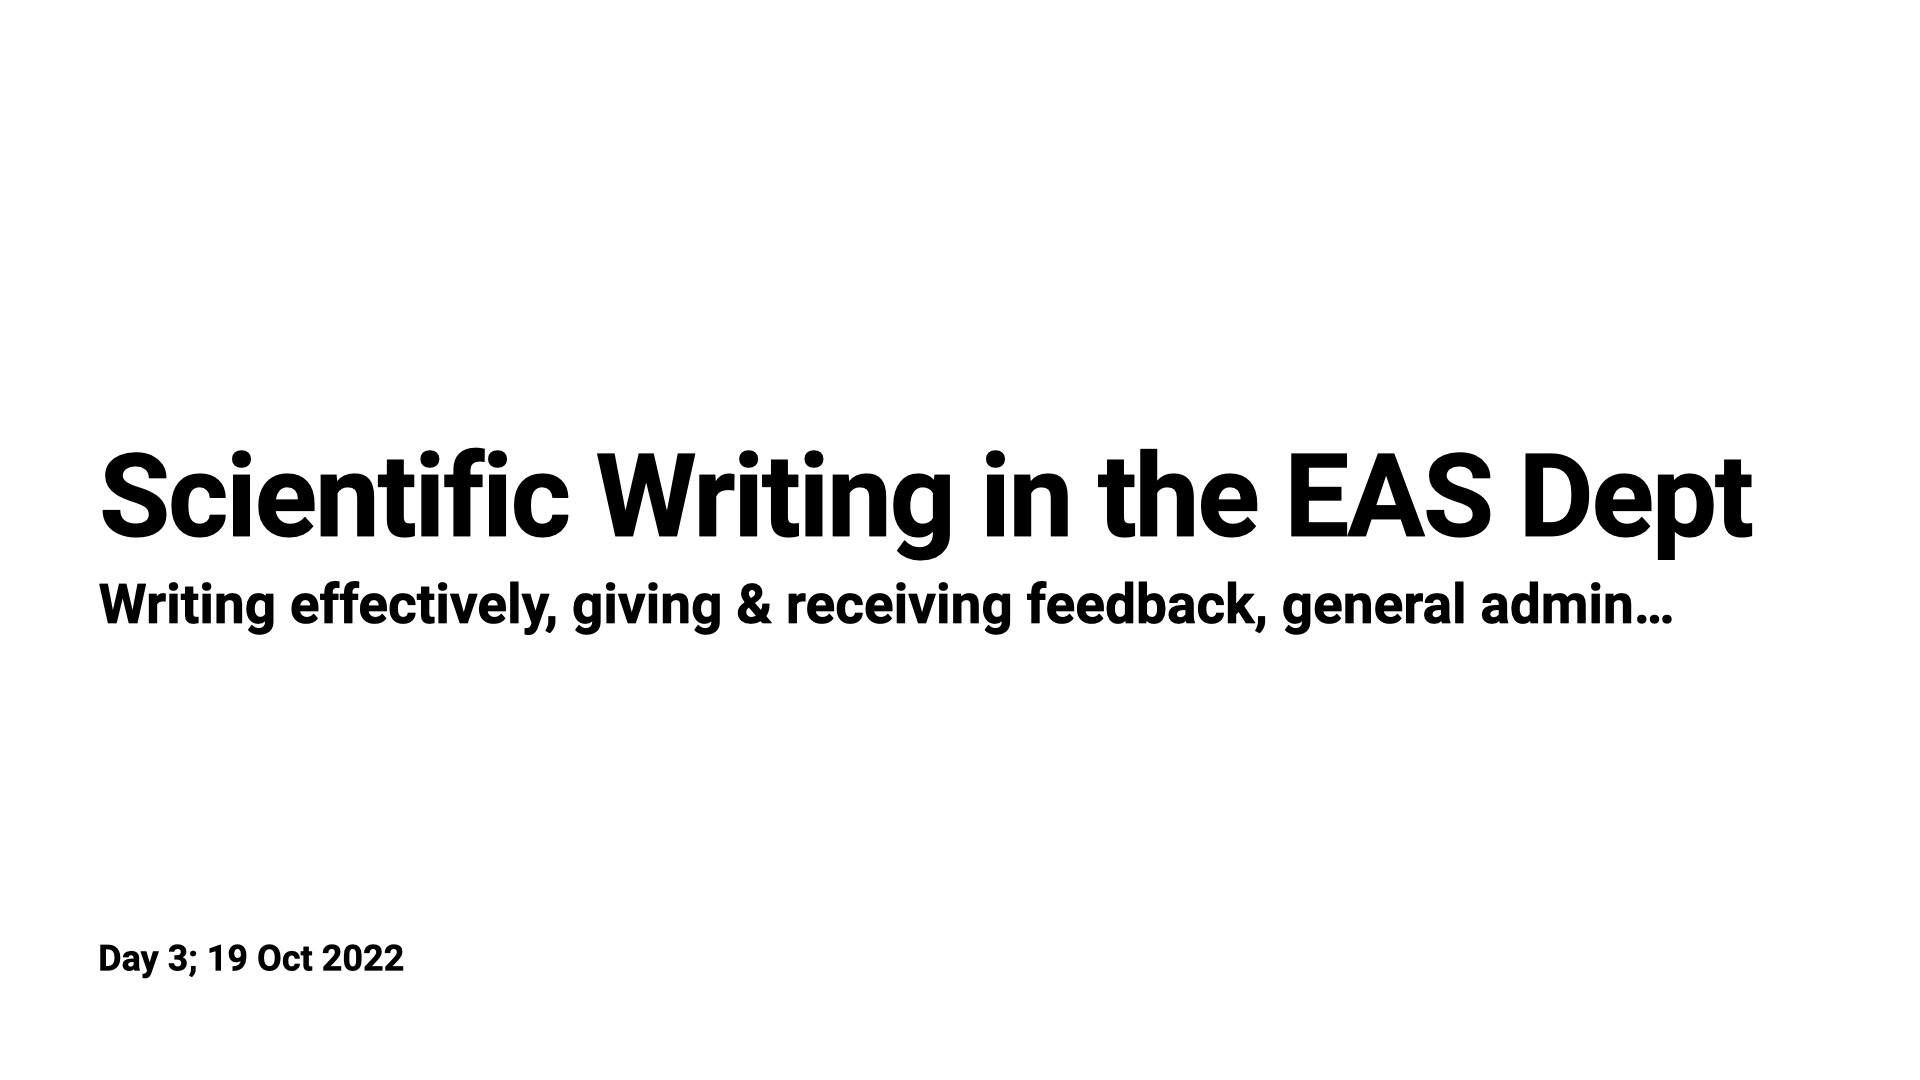 Scientific Writing in the EAS Dept
Writing effectively, giving & receiving feedback, general admin…
Day 3; 19 Oct 2022